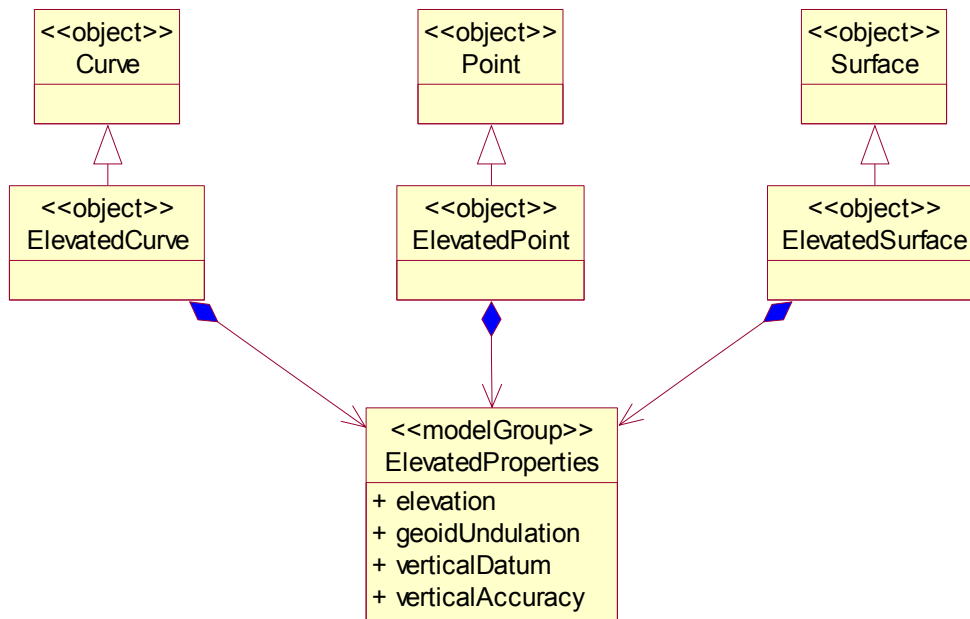 <<object>>
Curve
<<object>>
Point
<<object>>
Surface
<<object>>
ElevatedCurve
<<object>>
ElevatedPoint
<<object>>
ElevatedSurface
<<modelGroup>>
ElevatedProperties
+ elevation
+ geoidUndulation
+ verticalDatum
+ verticalAccuracy